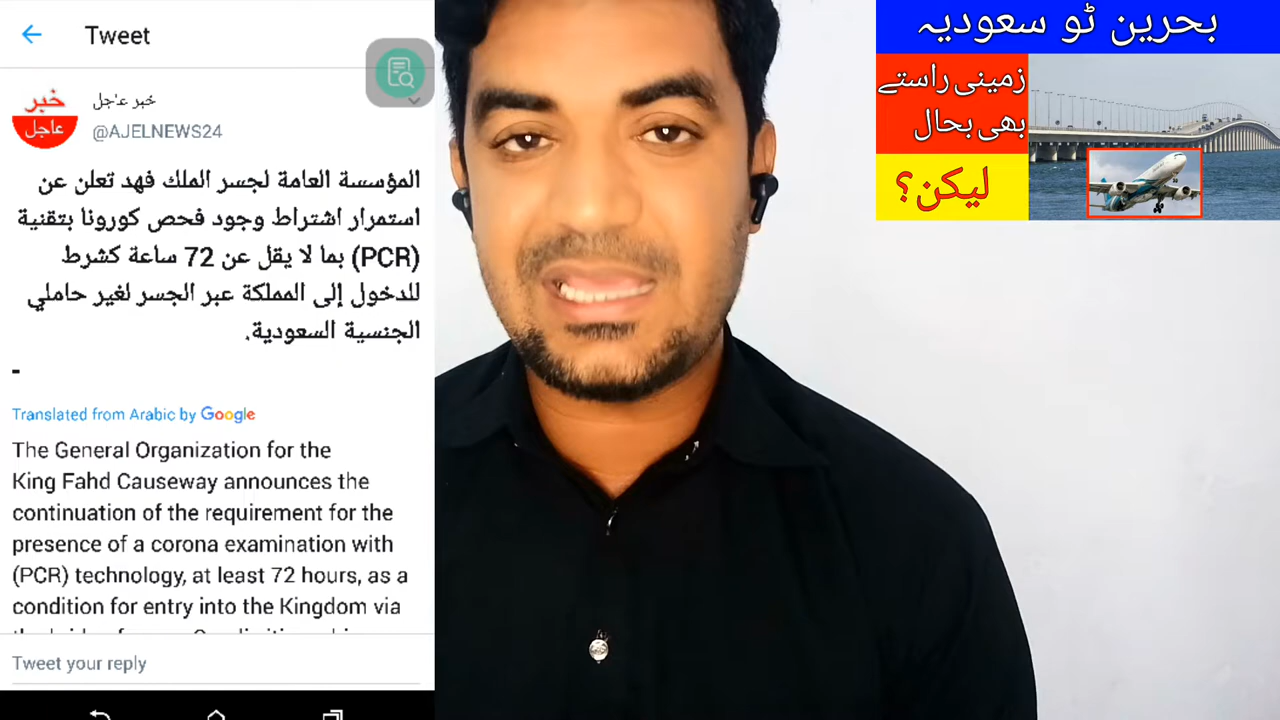 Tweet
خبر
عاجل
خبر عاجل
@AJELNEWS24
المؤسسة العامة لجسر الملك فهد تعلن عن
استمرار اشتراط وجود فحص كورونا بتقنية
(PCR) بما لا يقل عن 72 ساعة كشرط
للدخول إلى المملكة عبر الجسر لغير حاملي
الجنسية السعودية.
-
Translated from Arabic by Google
The General Organization for the
King Fahd Causeway announces the
continuation of the requirement for the
presence of a corona examination with
(PCR) technology, at least 72 hours, as a
condition for entry into the Kingdom via
Tweet your reply
بحرین ٹو سعودیہ
زمینی راستے
بھی بحال
لیکن؟